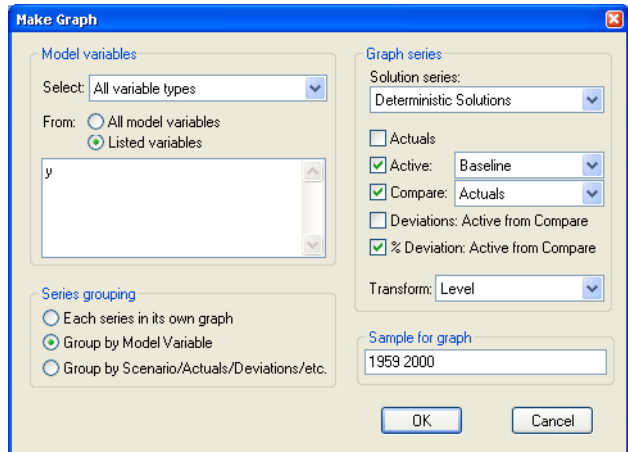 Make Graph
Model variables
Select: All variable types
From: All model variables
Listed variables
y
Series grouping
Each series in its own graph
Group by Model Variable
Group by Scenario/Actuals/Deviations/etc.
Graph series
Solution series:
Deterministic Solutions
Actuals
Active: Baseline
Compare: Actuals
Deviations: Active from Compare
% Deviation: Active from Compare
Transform: Level
Sample for graph
1959 2000
OK Cancel